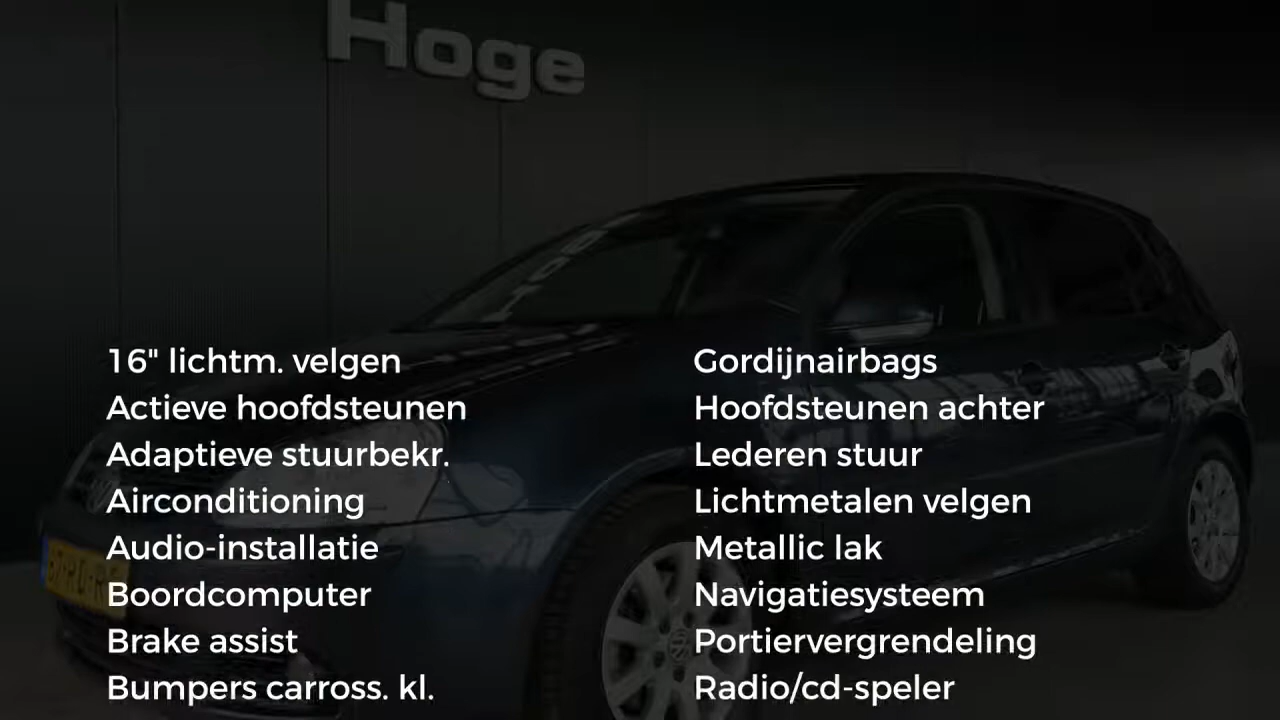 Hoge
16" lichtm. velgen
Actieve hoofdsteunen
Adaptieve stuurbekr.
Airconditioning
Audio-installatie
Boordcomputer
Brake assist
Bumpers carross. kl.
Gordijnairbags
Hoofdsteunen achter
Lederen stuur
Lichtmetalen velgen
Metallic lak
Navigatiesysteem
Portiervergrendeling
Radio/cd-speler